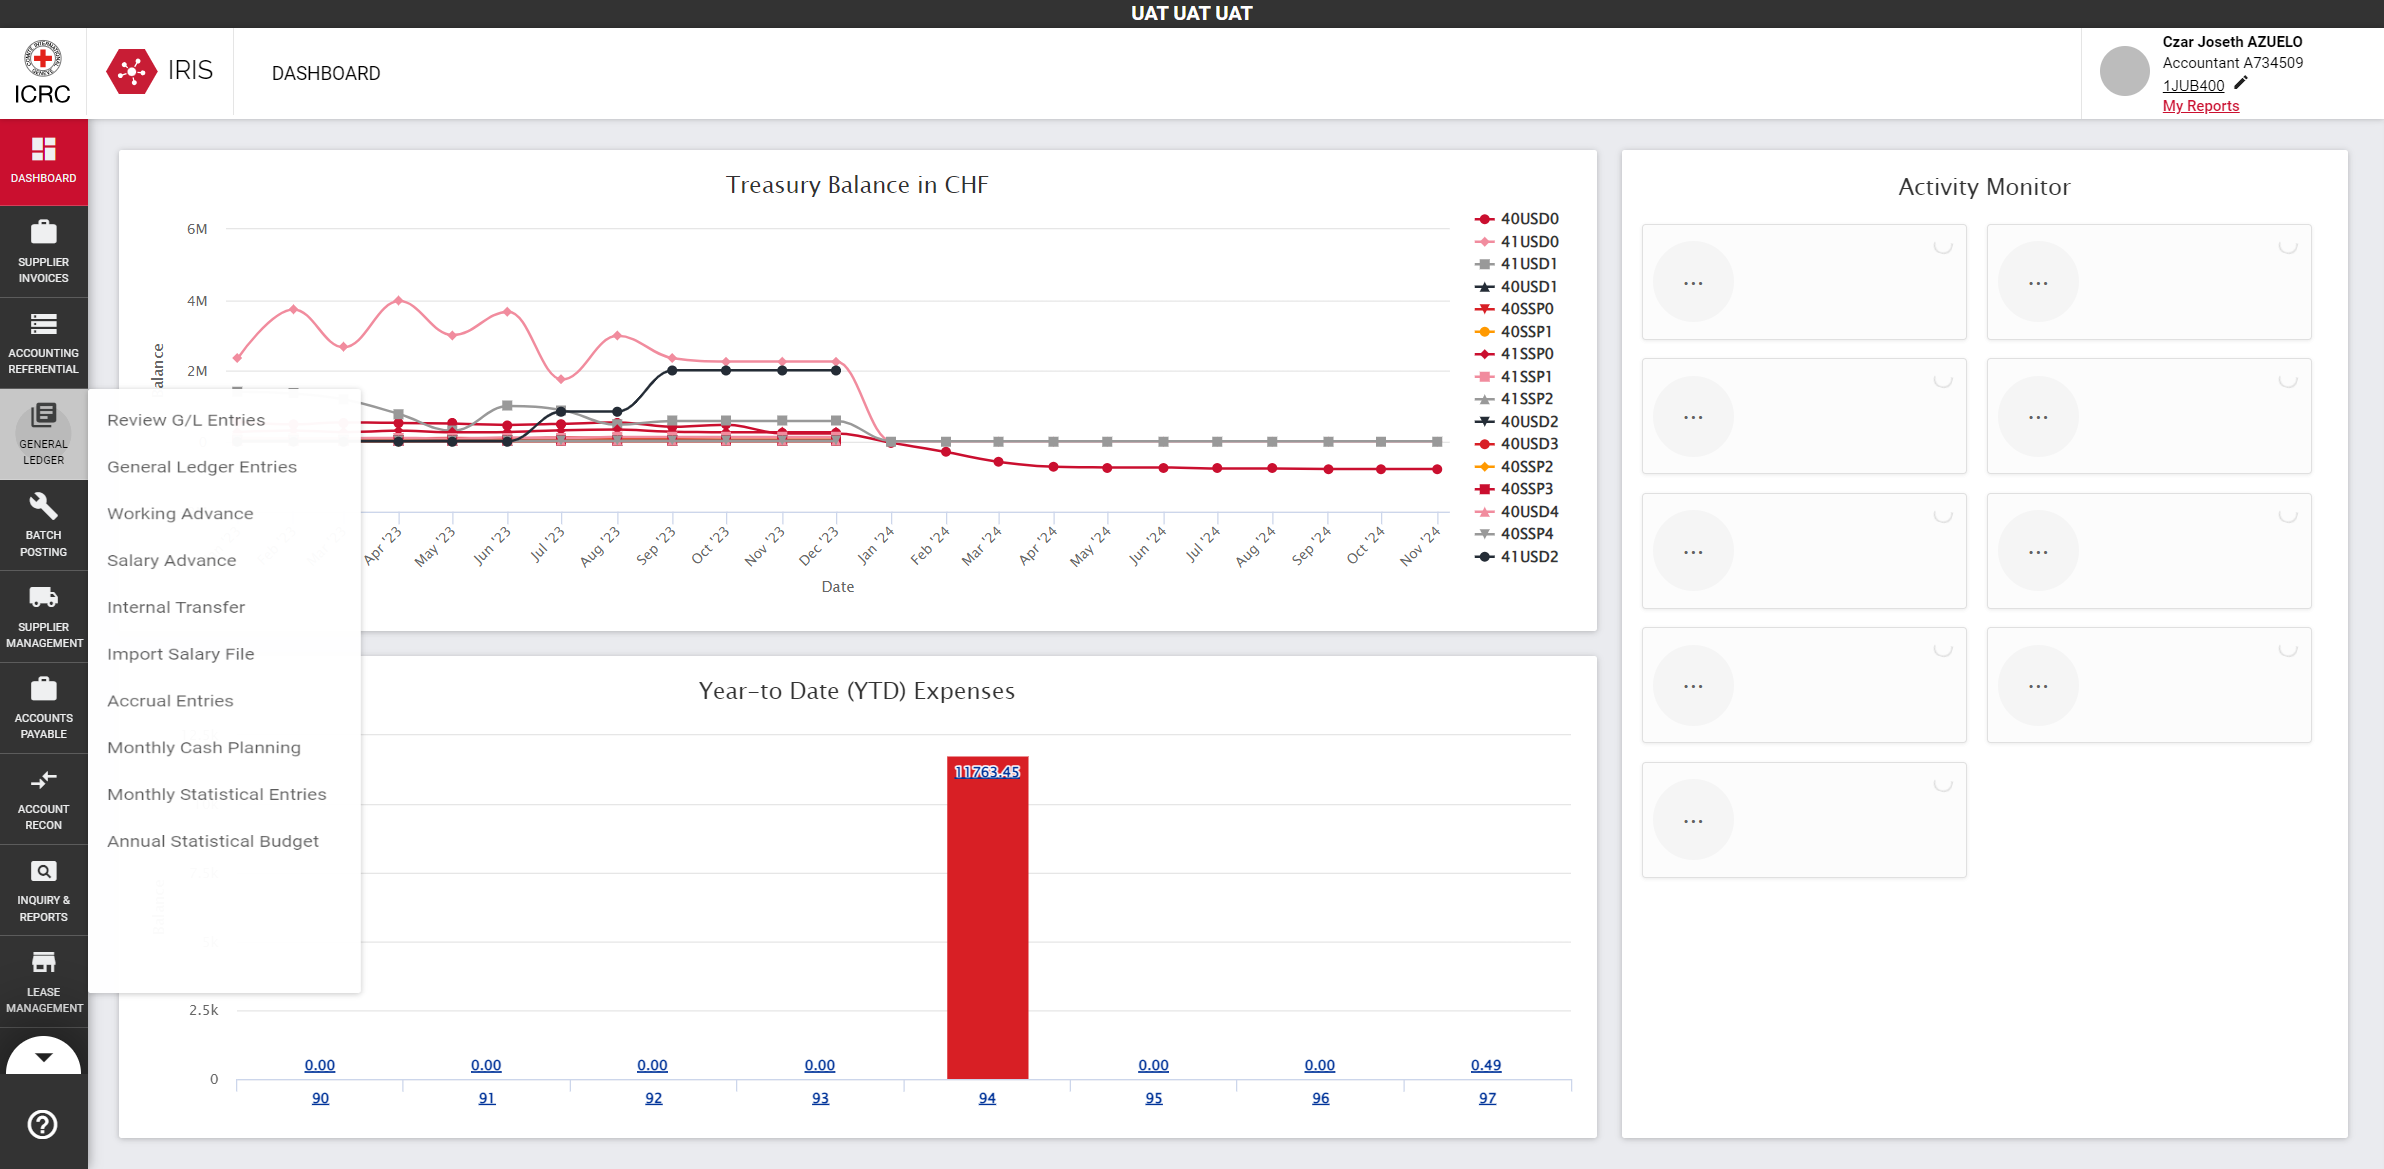 UAT UAT UAT
ICRC
IRIS
DASHBOARD
Czar Joseth AZUELO
Accountant A734509
1JUB400
My Reports
DASHBOARD
SUPPLIER
INVOICES
ACCOUNTING
REFERENTIAL
GENERAL
LEDGER
BATCH
POSTING
SUPPLIER
MANAGEMENT
ACCOUNTS
PAYABLE
ACCOUNT
RECON
INQUIRY &
REPORTS
LEASE
MANAGEMENT
Review G/L Entries
General Ledger Entries
Working Advance
Salary Advance
Internal Transfer
Import Salary File
Accrual Entries
Monthly Cash Planning
Monthly Statistical Entries
Annual Statistical Budget
Treasury Balance in CHF
6M
4M
2M
alance
Apr '23
May '23
Jun '23
Jul '23
Aug '23
Sep '23
Oct '23
Nov '23
Dec '23
Jan '24
Feb '24
Mar '24
Apr '24
May '24
Jun '24
Jul '24
Aug '24
Sep '24
Oct '24
Nov '24
Date
40USD0
41USD0
41USD1
40USD1
40SSP0
40SSP1
41SSP0
41SSP1
41SSP2
40USD2
40USD3
40SSP2
40SSP3
40USD4
40SSP4
41USD2
Year-to Date (YTD) Expenses
11763.45
2.5k
0
0.00
0.00
0.00
0.00
0.00
0.00
0.49
90
91
92
93
94
95
96
97
Activity Monitor
...
...
...
...
...
...
...
...
...